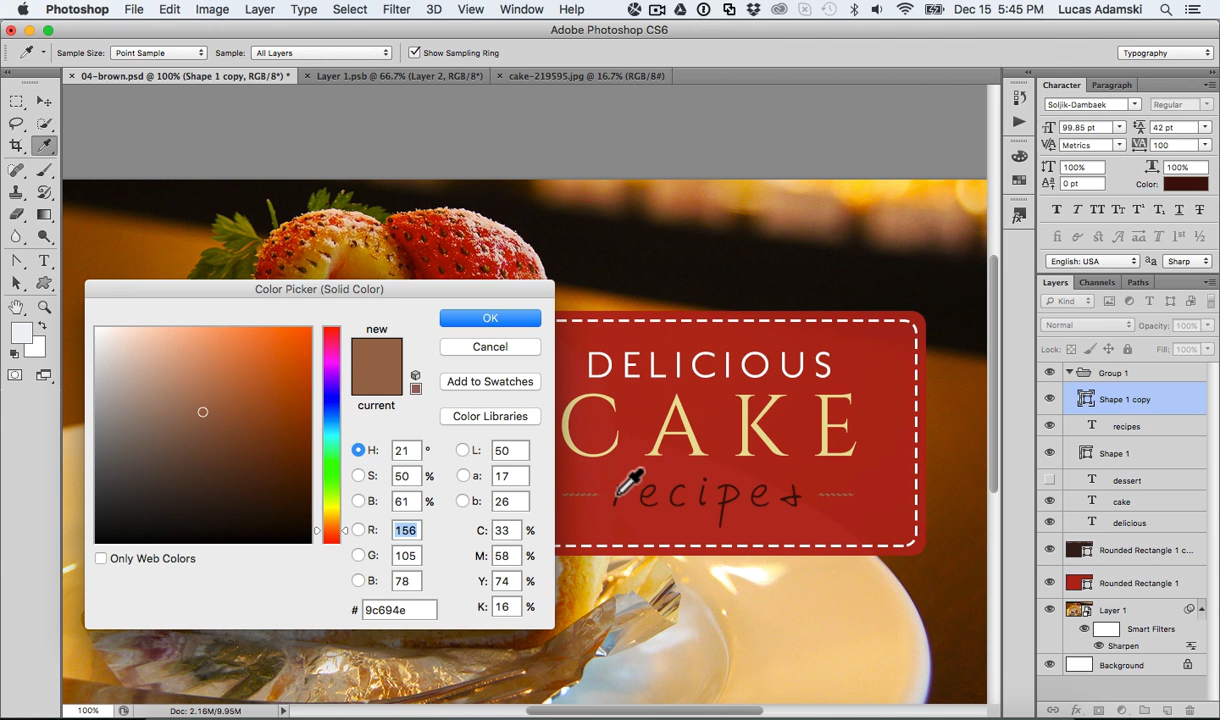 Photoshop File Edit Image Layer Type Select Filter 3D View Window Help Dec 15 5:45 PM Lucas Adamski
Adobe Photoshop CS6
Sample Size: Point Sample Sample: All Layers Show Sampling Ring Typography
04-brown.psd @ 100% (Shape 1 copy, RGB/8*) * Layer 1.psb @ 66.7% (Layer 2, RGB/8*) cake-219595.jpg @ 16.7% (RGB/8#)
Character Paragraph
Soljik-Dambaek Regular
99.85 pt 42 pt
Metrics 100
100% 100%
0 pt Color:
English: USA Sharp
Layers Channels Paths
Kind
Normal Opacity: 100%
Lock: Fill: 100%
Group 1
Shape 1 copy
recipes
Shape 1
dessert
cake
delicious
Rounded Rectangle 1 c...
Rounded Rectangle 1
Layer 1
Smart Filters
Sharpen
Background
Color Picker (Solid Color)
new
current
OK
Cancel
Add to Swatches
Color Libraries
H: 21 ° L: 50
S: 50 % a: 17
B: 61 % b: 26
R: 156 C: 33 %
G: 105 M: 58 %
B: 78 Y: 74 %
# 9c694e K: 16 %
Only Web Colors
DELICIOUS
CAKE
recipes
100% Doc: 2.16M/9.95M